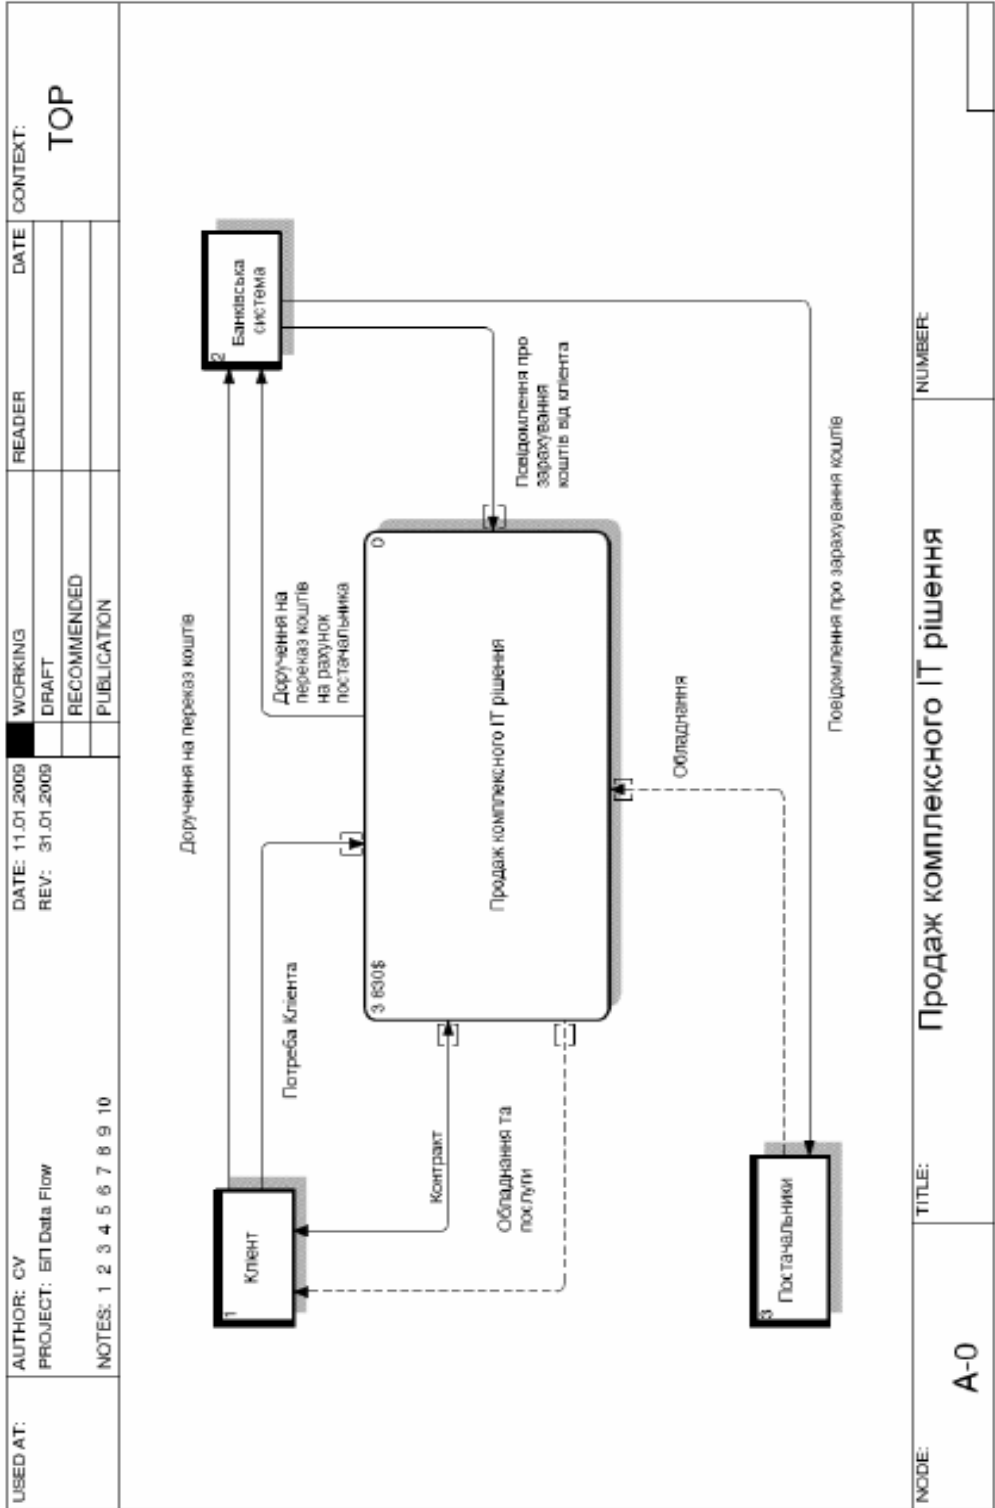 USED AT:
AUTHOR: CV
PROJECT: БП Data Flow
NOTES: 1 2 3 4 5 6 7 8 9 10
DATE: 11.01.2009
REV: 31.01.2009
WORKING
DRAFT
RECOMMENDED
PUBLICATION
READER
DATE
CONTEXT:
TOP
Доручення на переказ коштів
1
Клієнт
2
Банківська
система
Потреба Клієнта
Доручення на
переказ коштів
на рахунок
постачальника
Контракт
3 630$
0
Продаж комплексного ІТ рішення
Повідомлення про
зарахування
коштів від клієнта
Обладнання та
послуги
Обладнання
3
Постачальники
Повідомлення про зарахування коштів
NODE:
A-0
TITLE:
Продаж комплексного ІТ рішення
NUMBER: